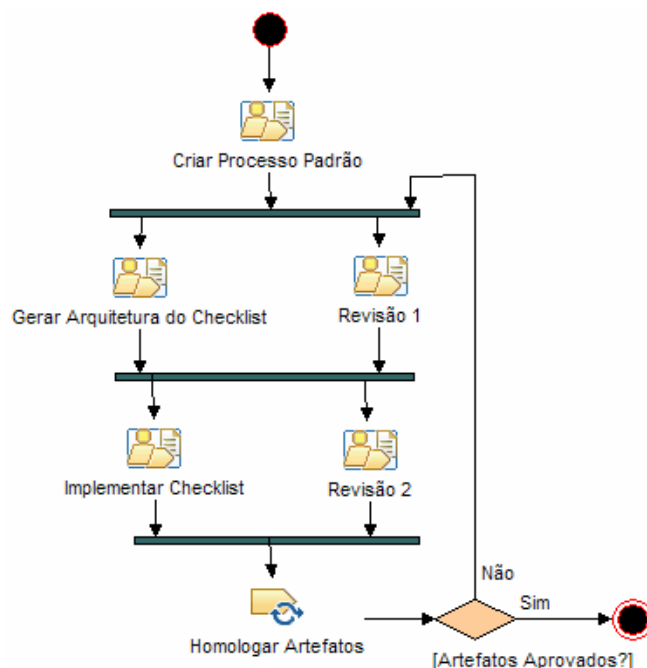 Criar Processo Padrão
Gerar Arquitetura do Checklist
Revisão 1
Implementar Checklist
Revisão 2
Não
Sim
Homologar Artefatos
[Artefatos Aprovados?]